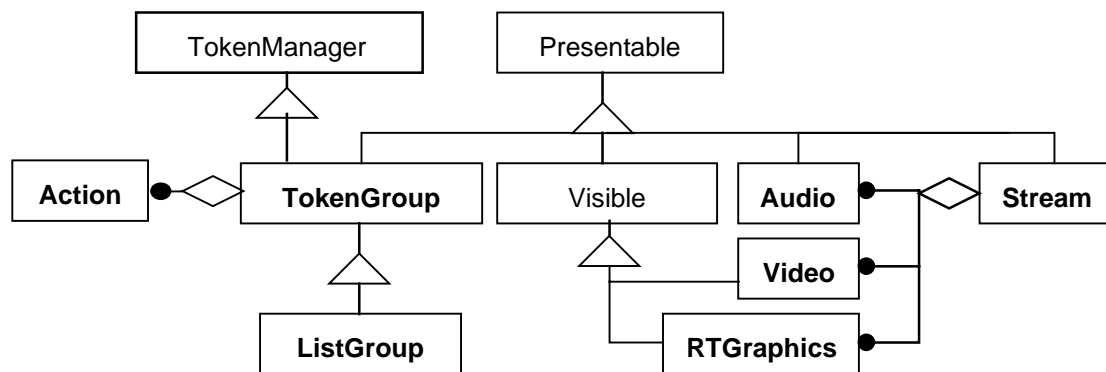 TokenManager
Presentable
Action
TokenGroup
Visible
Audio
Stream
Video
ListGroup
RTGraphics